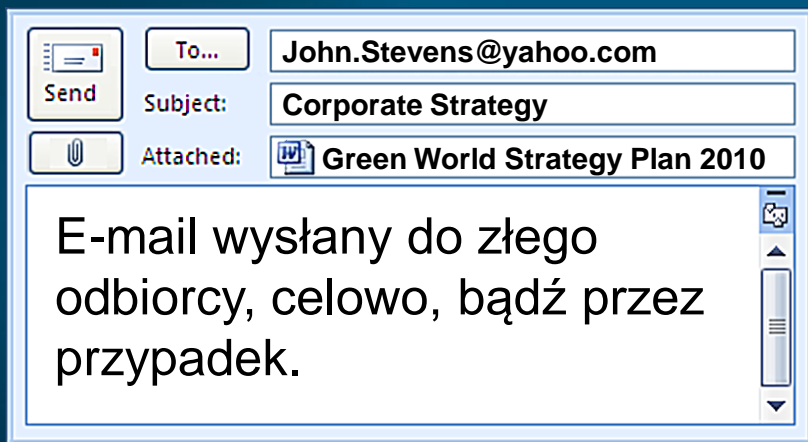 To... John.Stevens@yahoo.com
Send Subject: Corporate Strategy
Attached: Green World Strategy Plan 2010
E-mail wysłany do złego
odbiorcy, celowo, bądź przez
przypadek.